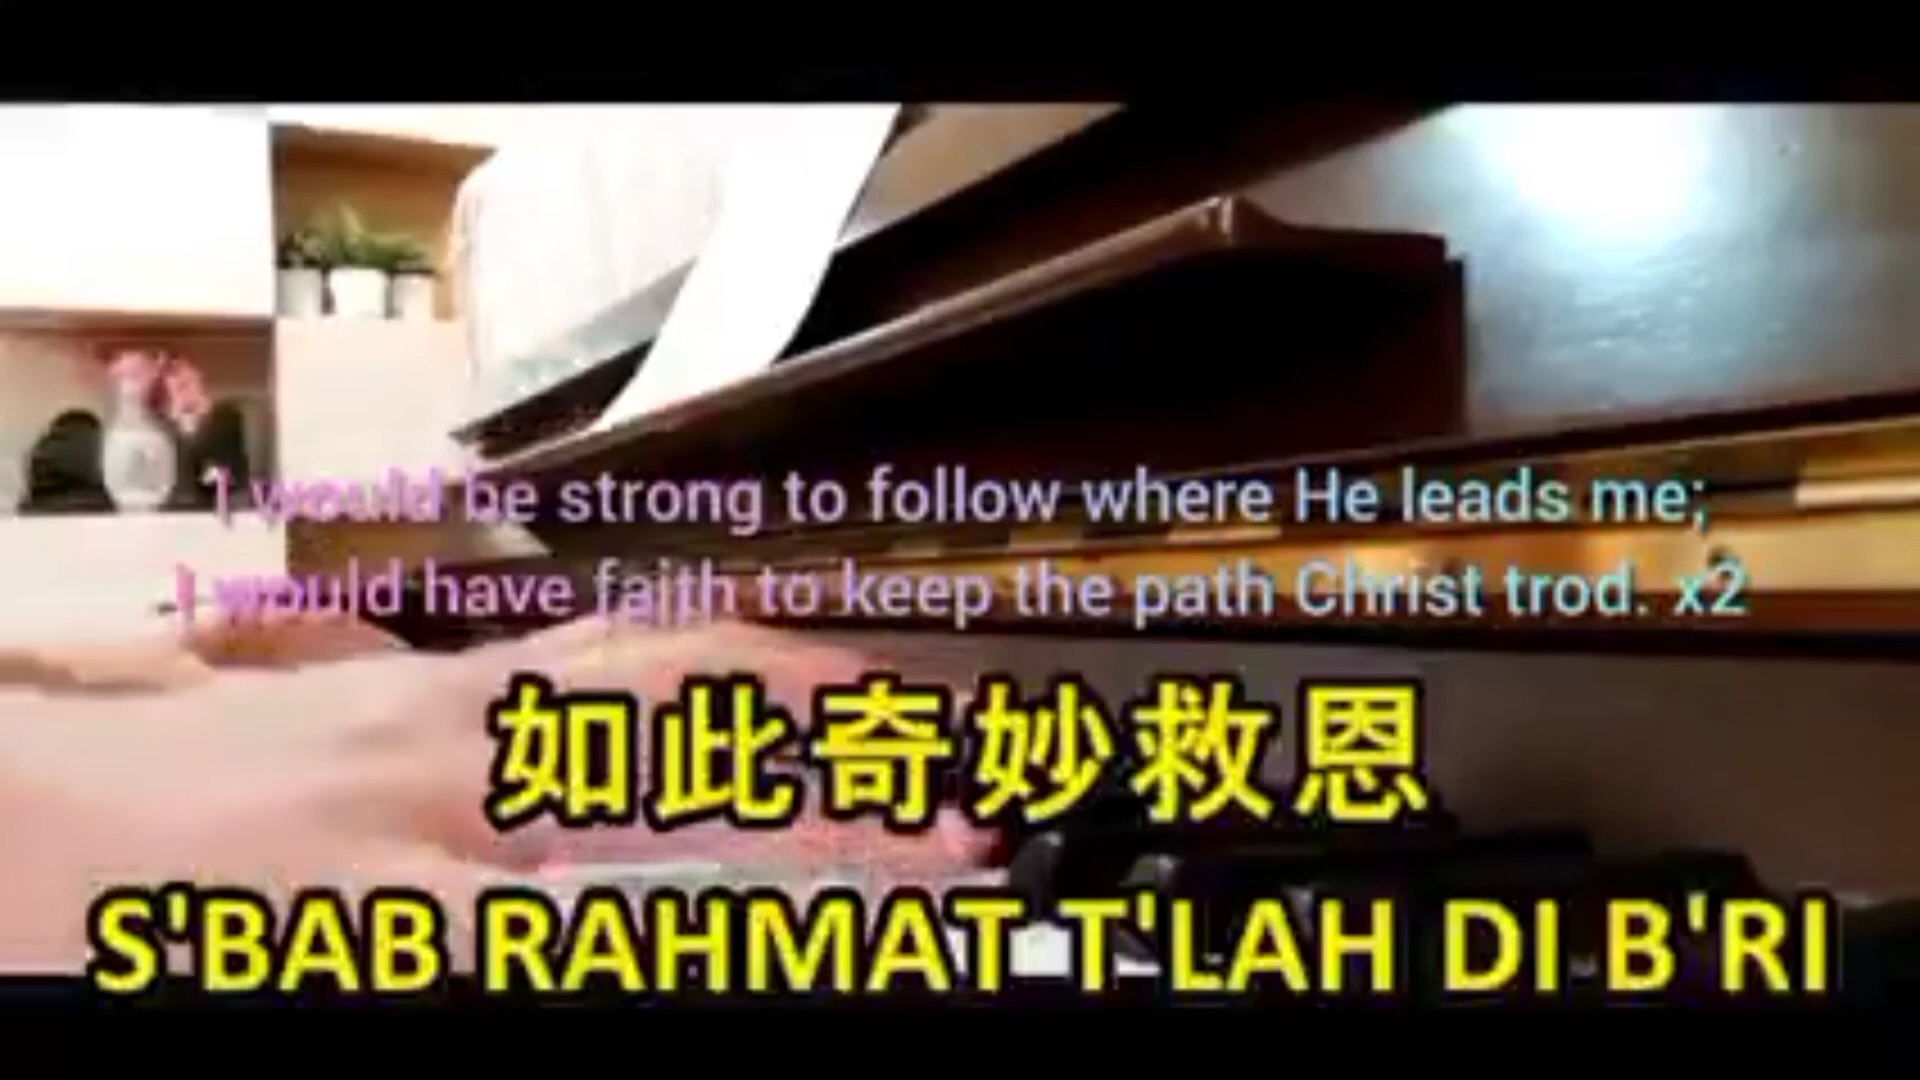 I would be strong to follow where He leads me;
I would have faith to keep the path Christ trod. x2
如此奇妙救恩
S'BAB RAHMAT T'LAH DI B'RI